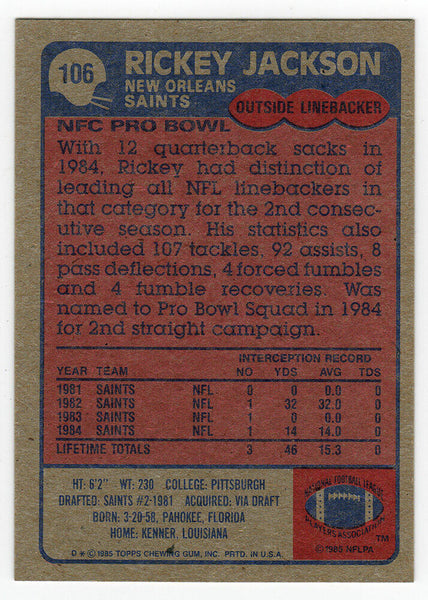 106
RICKEY JACKSON
NEW ORLEANS
SAINTS
OUTSIDE LINEBACKER
NFC PRO BOWL
With 12 quarterback sacks in
1984, Rickey had distinction of
leading all NFL linebackers in
that category for the 2nd consec-
utive season. His statistics also
included 107 tackles, 92 assists, 8
pass deflections, 4 forced fumbles
and 4 fumble recoveries. Was
named to Pro Bowl Squad in 1984
for 2nd straight campaign.
INTERCEPTION RECORD
YEAR TEAM NO YDS AVG TDS
1981 SAINTS NFL 0 0 0.0 0
1982 SAINTS NFL 1 32 32.0 0
1983 SAINTS NFL 1 0 0.0 0
1984 SAINTS NFL 1 14 14.0 0
LIFETIME TOTALS 3 46 15.3 0
HT: 6'2" WT: 230 COLLEGE: PITTSBURGH
DRAFTED: SAINTS #2-1981 ACQUIRED: VIA DRAFT
BORN: 3-20-58, PAHOKEE, FLORIDA
HOME: KENNER, LOUISIANA
D* © 1985 TOPPS CHEWING GUM, INC. PRTD. IN U.S.A.
NATIONAL FOOTBALL LEAGUE
PLAYERS ASSOCIATION
TM
© 1985 NFLPA